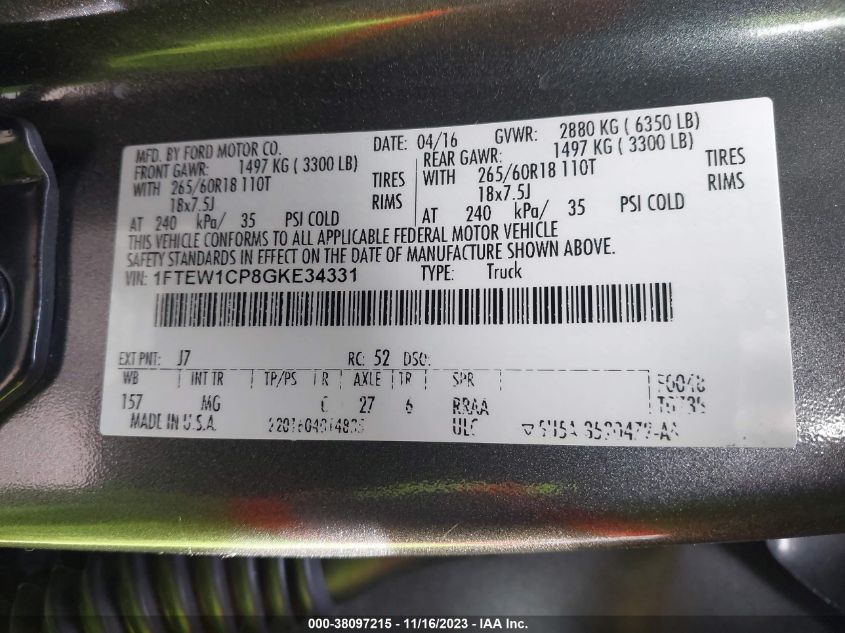 MFD. BY FORD MOTOR CO. DATE: 04/16 GVWR: 2880 KG ( 6350 LB)
FRONT GAWR: 1497 KG ( 3300 LB) REAR GAWR: 1497 KG ( 3300 LB)
WITH 265/60R18 110T TIRES WITH 265/60R18 110T TIRES
18x7.5J RIMS 18x7.5J RIMS
AT 240 kPa/ 35 PSI COLD AT 240 kPa/ 35 PSI COLD
THIS VEHICLE CONFORMS TO ALL APPLICABLE FEDERAL MOTOR VEHICLE
SAFETY STANDARDS IN EFFECT ON THE DATE OF MANUFACTURE SHOWN ABOVE.
VIN: 1FTEW1CP8GKE34331 TYPE: Truck
EXT PNT: J7 RC: 52 DSO:
WB INT TR TP/PS R AXLE TR SPR
157 MG 27 6 RRAA
MADE IN U.S.A. ULC
000-38097215 - 11/16/2023 - IAA Inc.